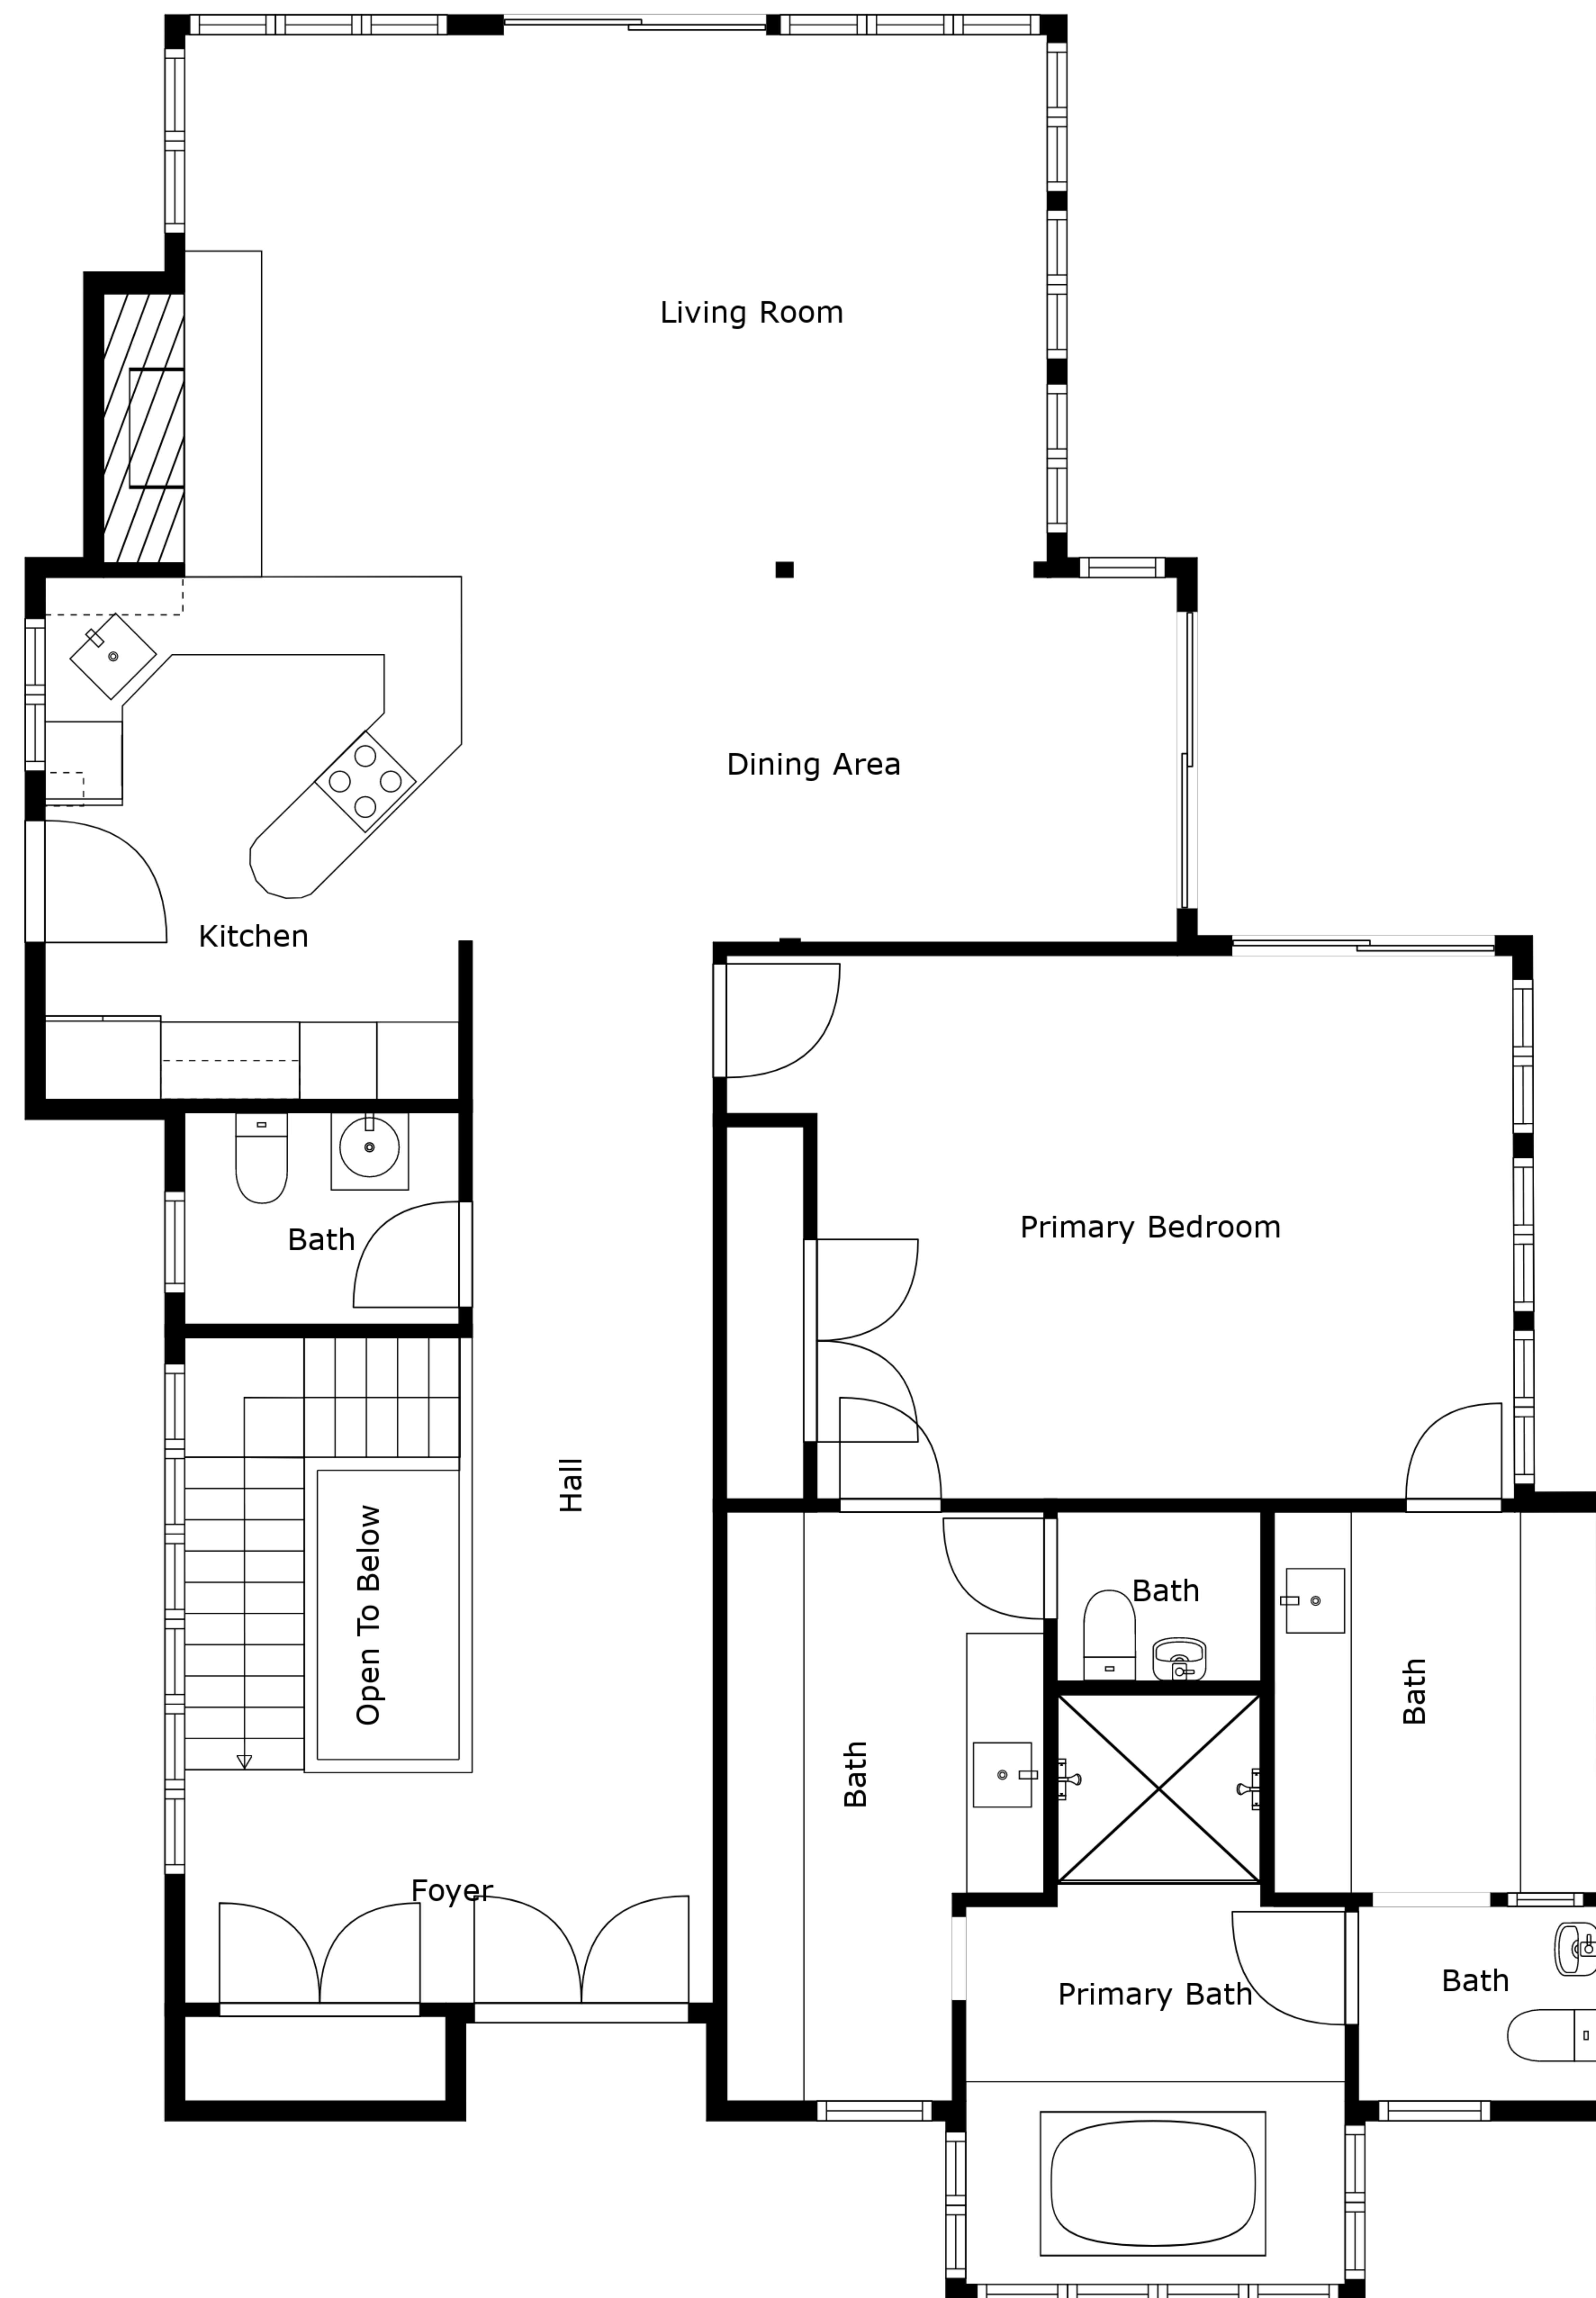 Living Room
Dining Area
Kitchen
Primary Bedroom
Bath
Hall
Open To Below
Bath
Bath
Bath
Foyer
Primary Bath
Bath